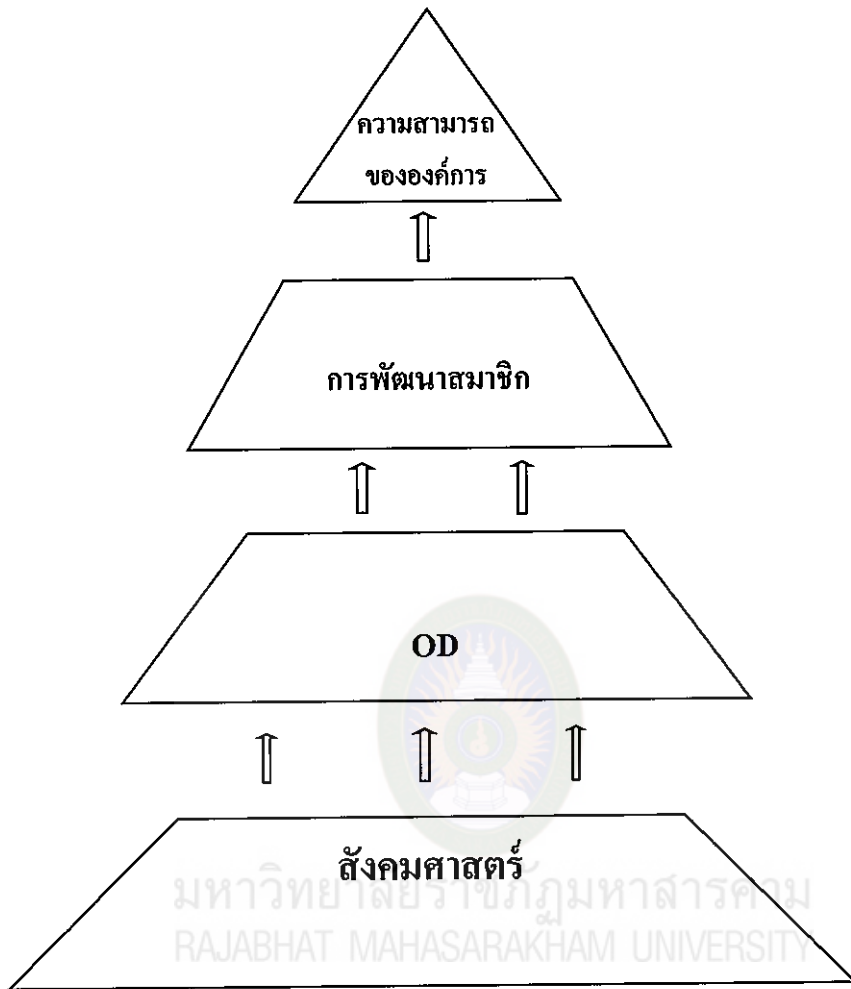 ความสามารถ
ขององค์การ
การพัฒนาสมาชิก
OD
สังคมศาสตร์
มหาวิทยาลัยราชภัฏมหาสารคาม
RAJABHAT MAHASARAKHAM UNIVERSITY